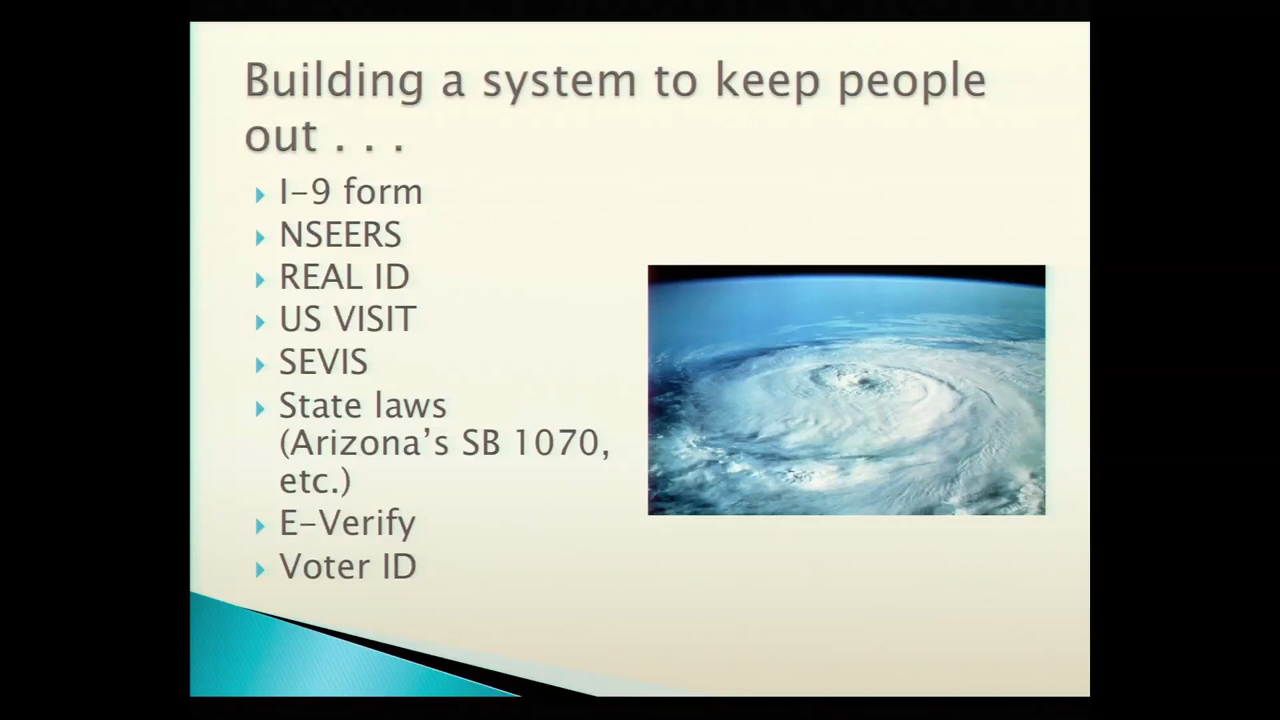 Building a system to keep people
out . . .
I-9 form
NSEERS
REAL ID
US VISIT
SEVIS
State laws
(Arizona's SB 1070,
etc.)
E-Verify
Voter ID